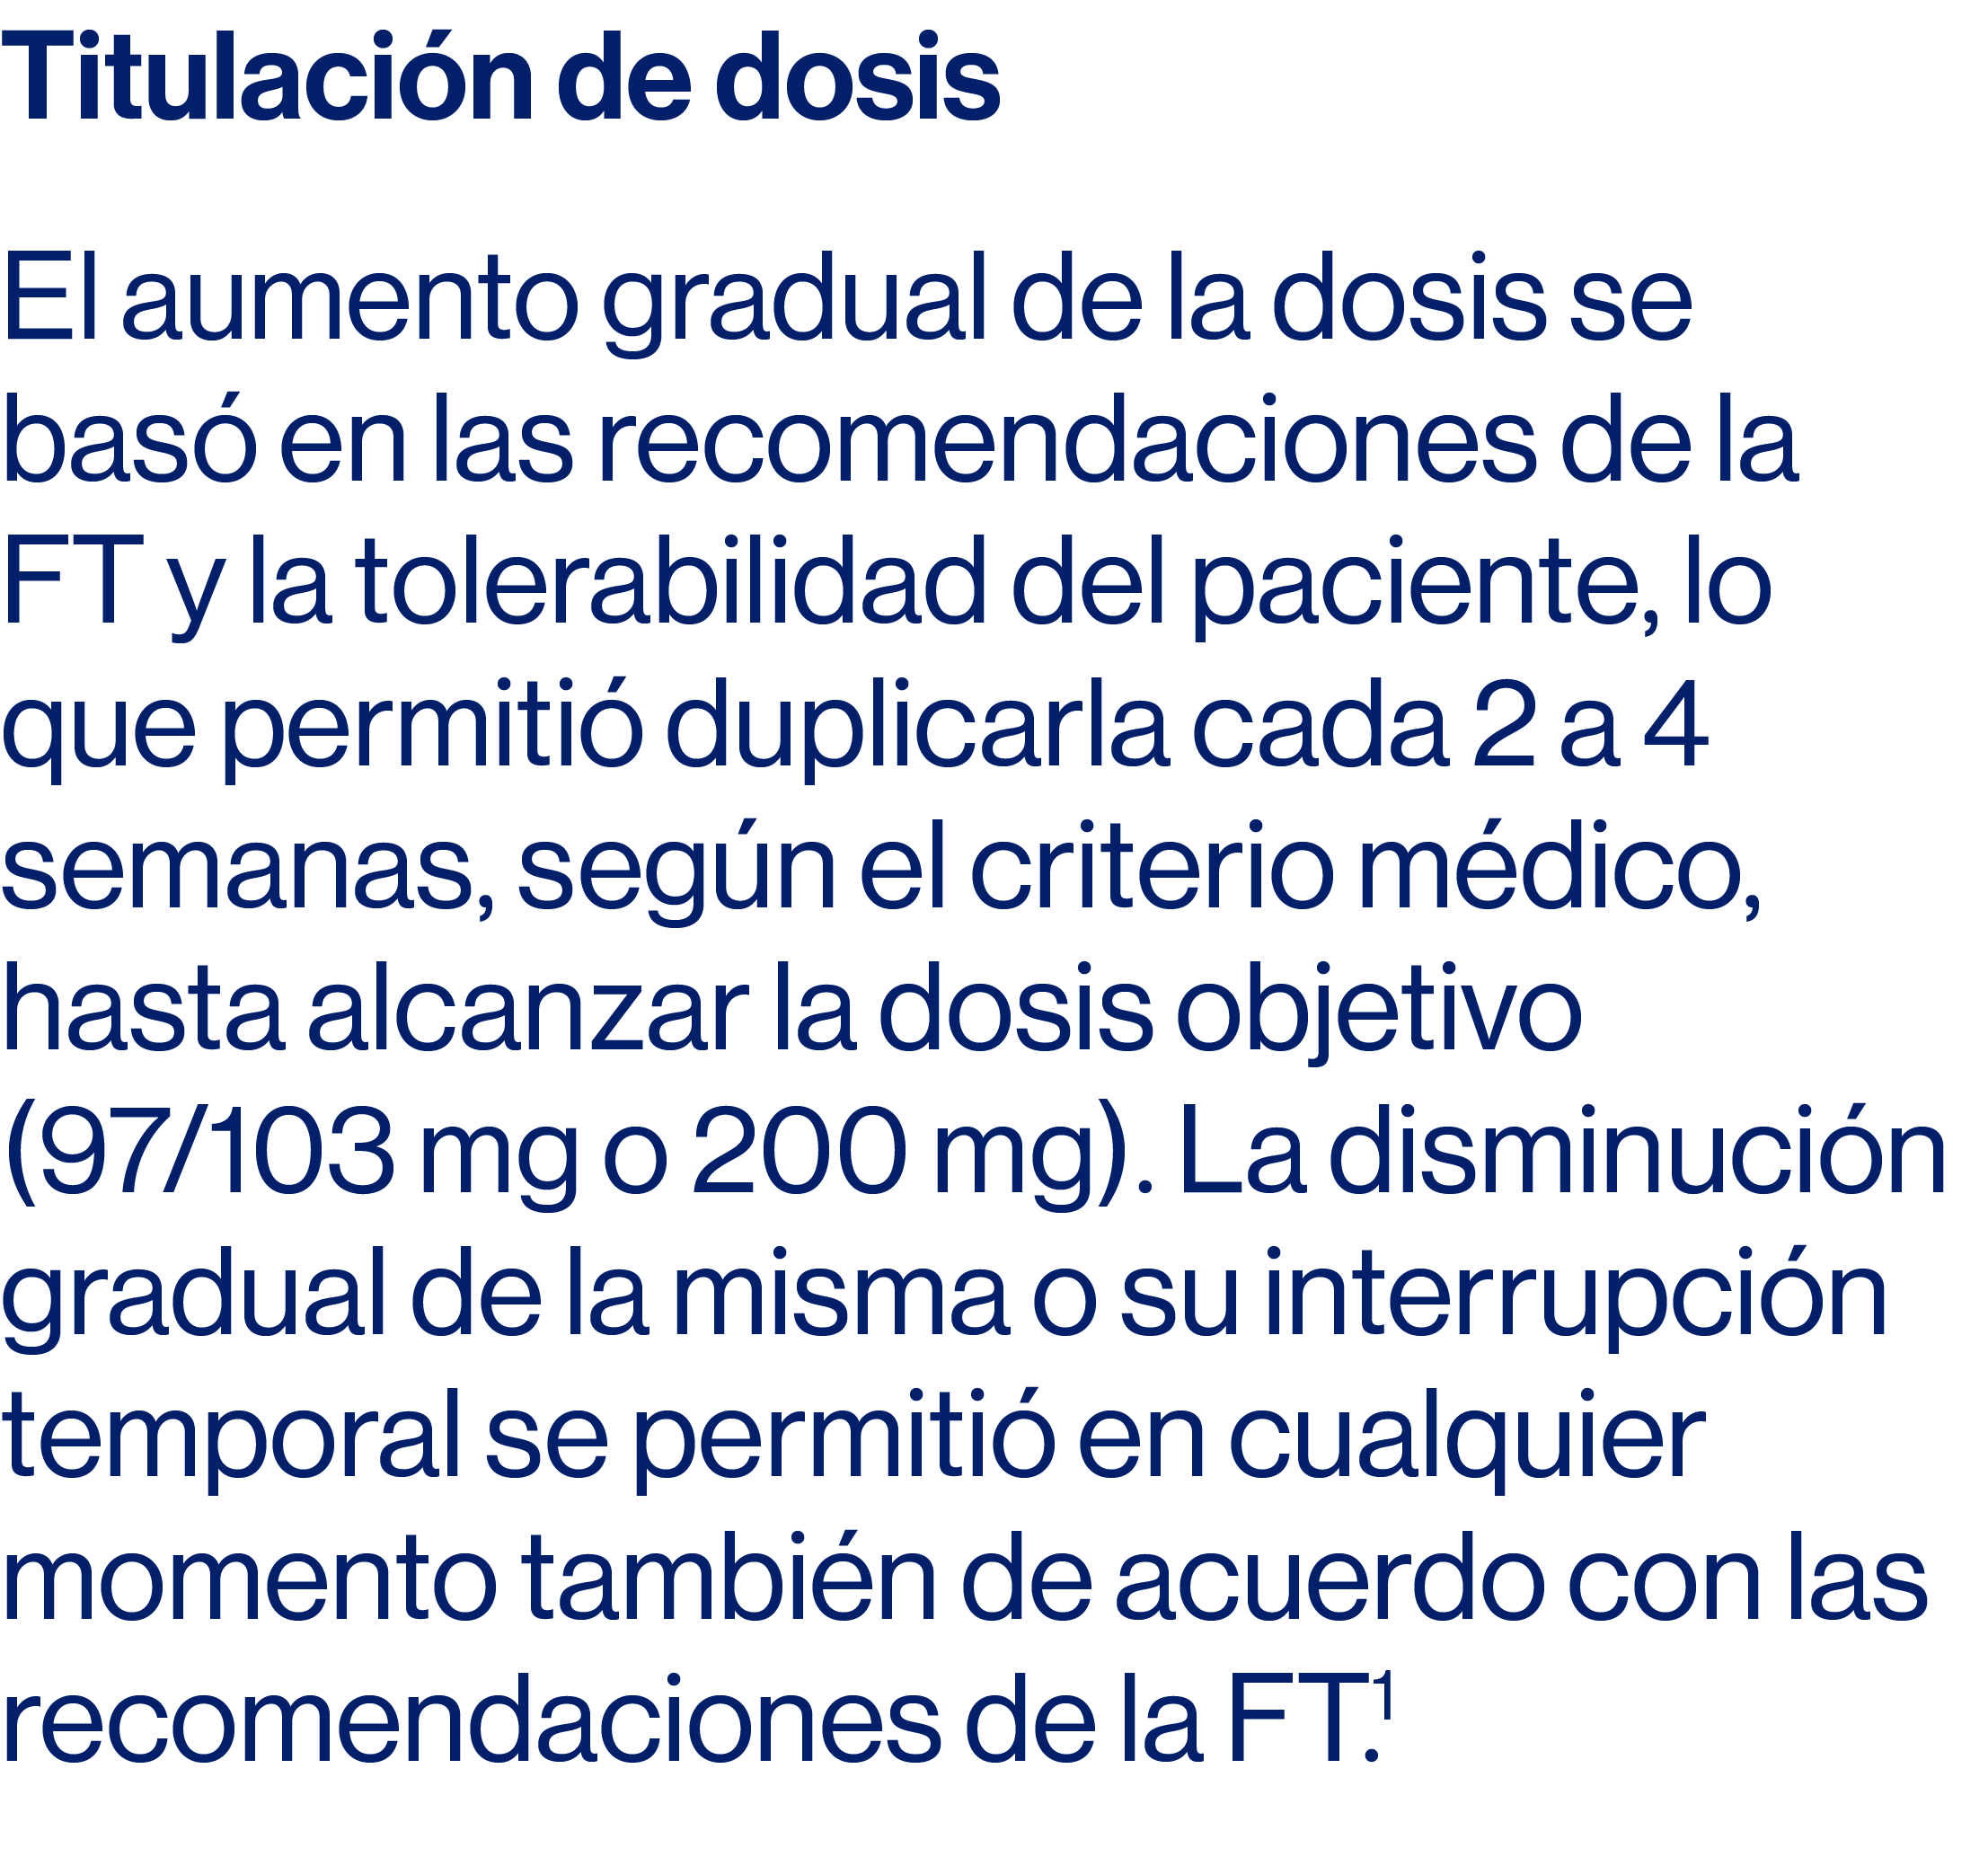 Titulación de dosis
El aumento gradual de la dosis se
basó en las recomendaciones de la
FT y la tolerabilidad del paciente, lo
que permitió duplicarla cada 2 a 4
semanas, según el criterio médico,
hasta alcanzar la dosis objetivo
(97/103 mg o 200 mg). La disminución
gradual de la misma o su interrupción
temporal se permitió en cualquier
momento también de acuerdo con las
recomendaciones de la FT.¹